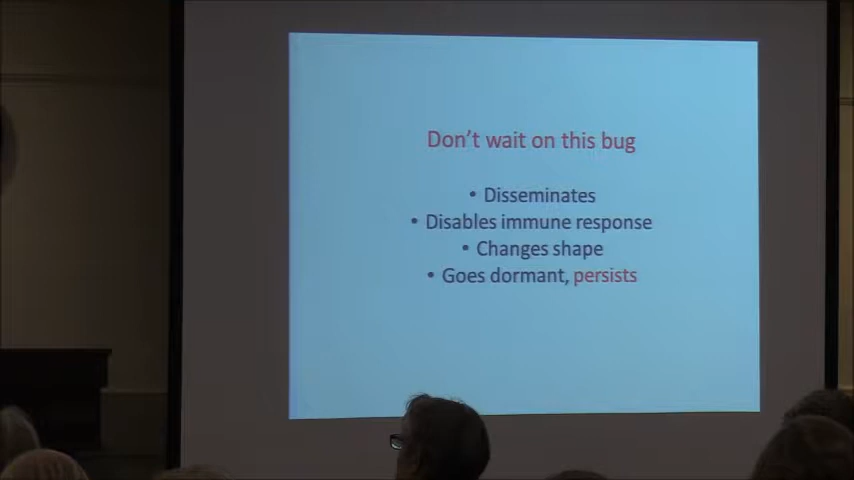 Don't wait on this bug
• Disseminates
• Disables immune response
• Changes shape
• Goes dormant, persists